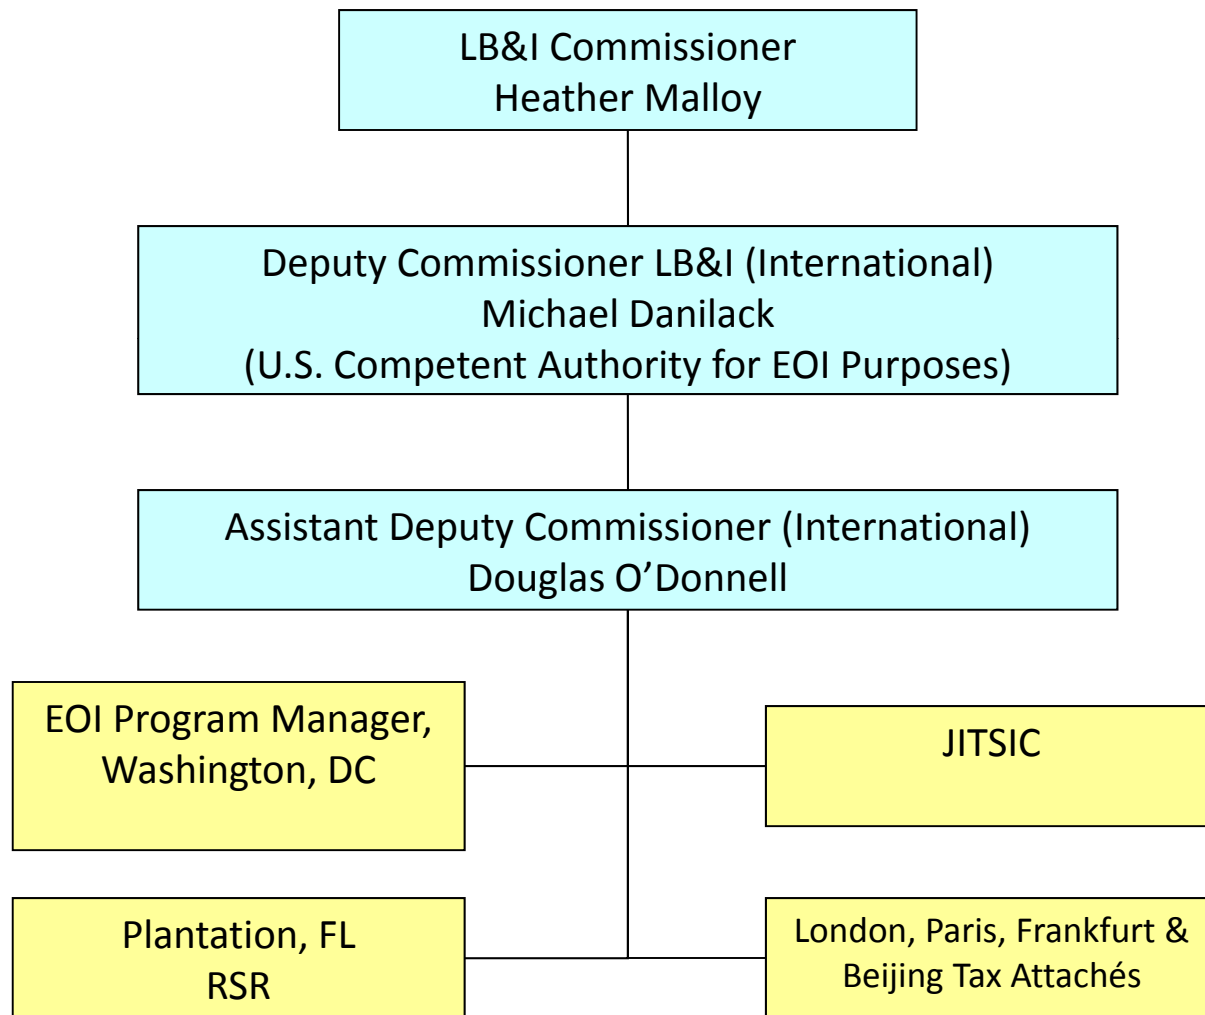 LB&I Commissioner
Heather Malloy
Deputy Commissioner LB&I (International)
Michael Danilack
(U.S. Competent Authority for EOI Purposes)
Assistant Deputy Commissioner (International)
Douglas O’Donnell
EOI Program Manager,
Washington, DC
JITSIC
Plantation, FL
RSR
London, Paris, Frankfurt &
Beijing Tax Attachés